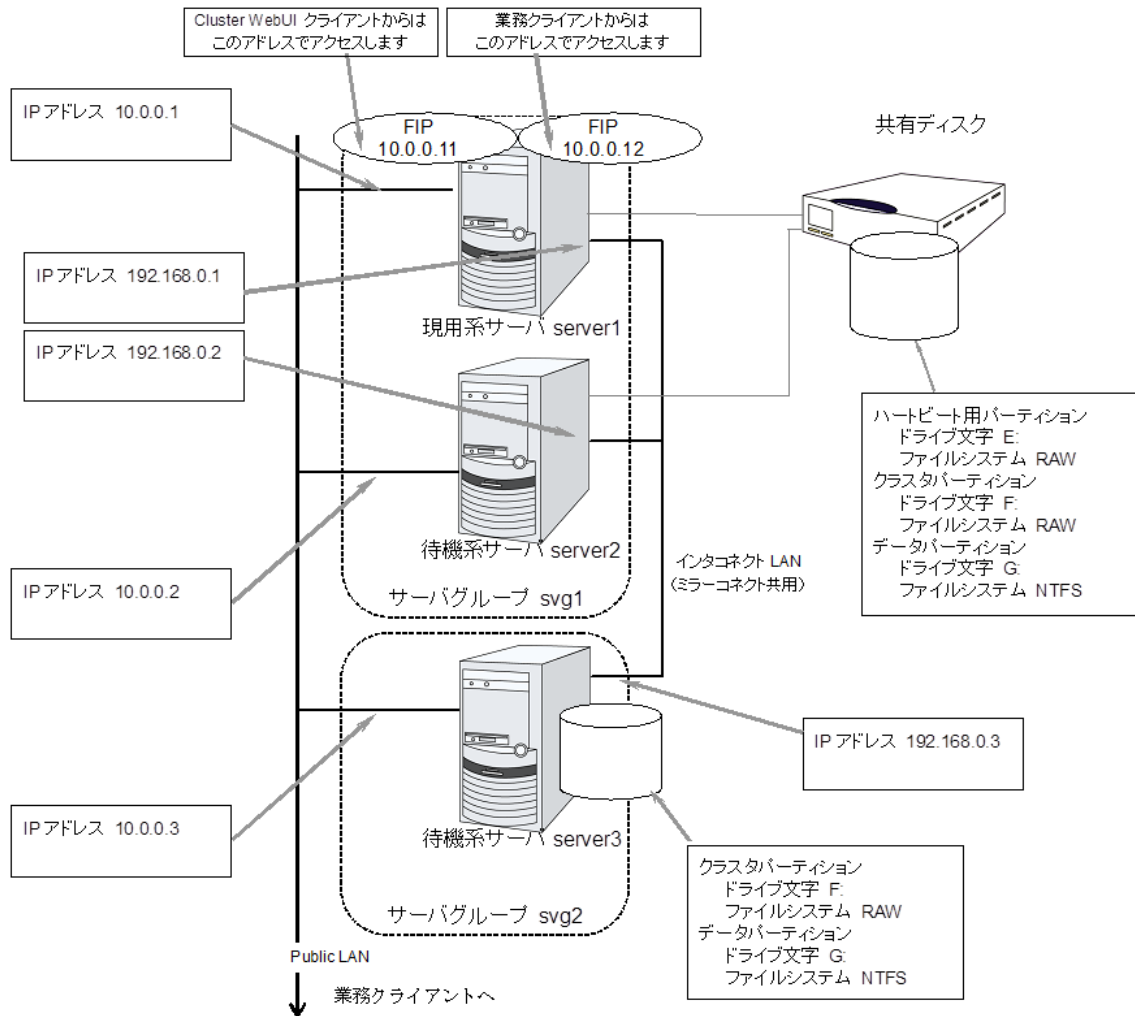 Cluster WebUI クライアントからは
このアドレスでアクセスします
業務クライアントからは
このアドレスでアクセスします
IPアドレス 10.0.0.1
FIP
10.0.0.11
FIP
10.0.0.12
共有ディスク
IPアドレス 192.168.0.1
現用系サーバ server1
IPアドレス 192.168.0.2
ハートビート用パーティション
ドライブ文字 E:
ファイルシステム RAW
クラスタパーティション
ドライブ文字 F:
ファイルシステム RAW
データパーティション
ドライブ文字 G:
ファイルシステム NTFS
待機系サーバ server2
インタコネクト LAN
(ミラーコネクト共用)
IPアドレス 10.0.0.2
サーバグループ svg1
IPアドレス 192.168.0.3
IPアドレス 10.0.0.3
待機系サーバ server3
クラスタパーティション
ドライブ文字 F:
ファイルシステム RAW
データパーティション
ドライブ文字 G:
ファイルシステム NTFS
サーバグループ svg2
Public LAN
業務クライアントへ